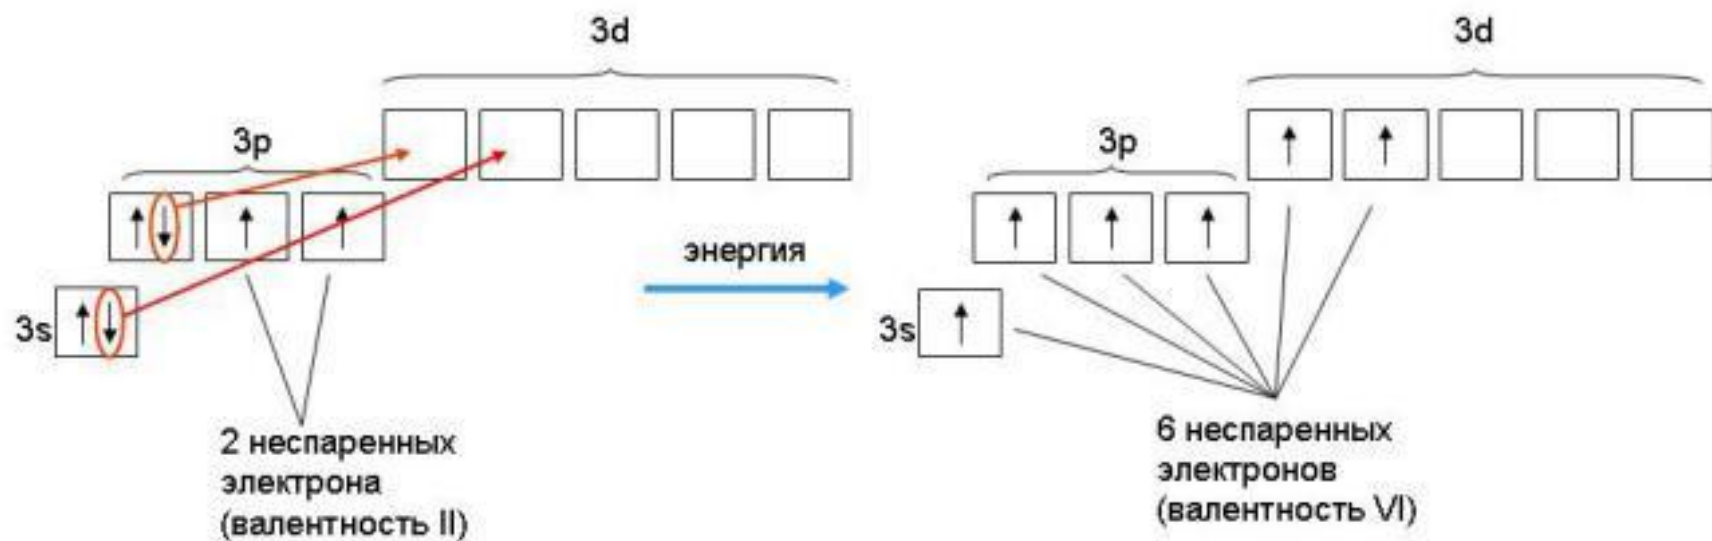 3d
3d
3p
3p
энергия
3s
3s
2 неспаренных
электрона
(валентность II)
6 неспаренных
электронов
(валентность VI)